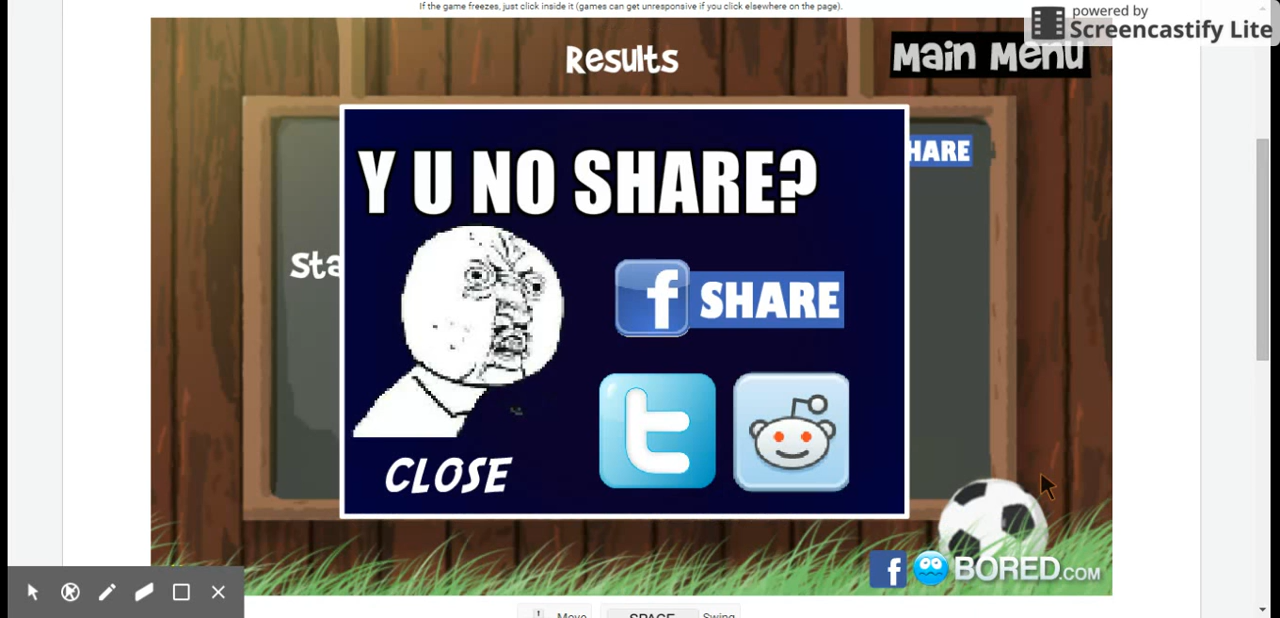 If the game freezes, just click inside it (games can get unresponsive if you click elsewhere on the page).
powered by
Screencastify Lite
Results
Main Menu
HARE
Y U NO SHARE?
Sta
f SHARE
t
CLOSE
f BORED.COM
Move SPACE Swing